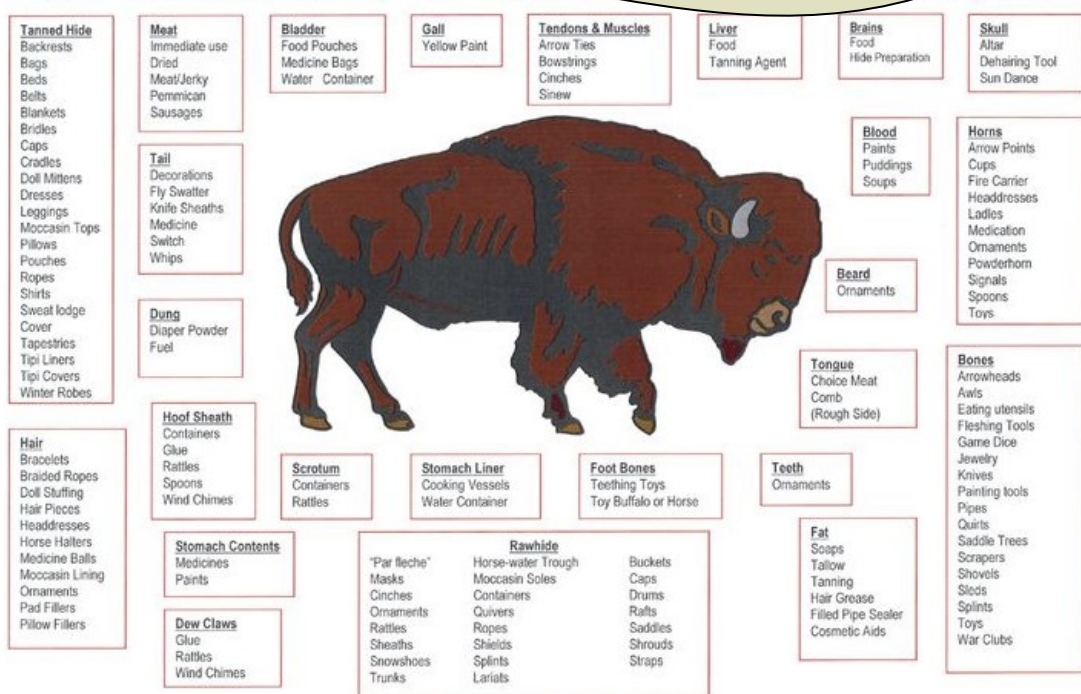 Tanned Hide
Backrests
Bags
Beds
Belts
Blankets
Bridles
Caps
Cradles
Doll Mittens
Dresses
Leggings
Moccasin Tops
Pillows
Pouches
Ropes
Shirts
Sweat lodge
Cover
Tapestries
Tipi Liners
Tipi Covers
Winter Robes
Meat
Immediate use
Dried
Meat/Jerky
Pemmican
Sausages
Bladder
Food Pouches
Medicine Bags
Water Container
Gall
Yellow Paint
Tendons & Muscles
Arrow Ties
Bowstrings
Cinches
Sinew
Liver
Food
Tanning Agent
Brains
Food
Hide Preparation
Skull
Altar
Dehairing Tool
Sun Dance
Tail
Decorations
Fly Swatter
Knife Sheaths
Medicine
Switch
Whips
Blood
Paints
Puddings
Soups
Horns
Arrow Points
Cups
Fire Carrier
Headdresses
Ladles
Medication
Ornaments
Powderhorn
Signals
Spoons
Toys
Beard
Ornaments
Dung
Diaper Powder
Fuel
Tongue
Choice Meat
Comb
(Rough Side)
Bones
Arrowheads
Awls
Eating utensils
Fleshing Tools
Game Dice
Jewelry
Knives
Painting tools
Pipes
Quirts
Saddle Trees
Scrapers
Shovels
Sleds
Splints
Toys
War Clubs
Hair
Bracelets
Braided Ropes
Doll Stuffing
Hair Pieces
Headdresses
Horse Halters
Medicine Balls
Moccasin Lining
Ornaments
Pad Fillers
Pillow Fillers
Hoof Sheath
Containers
Glue
Rattles
Spoons
Wind Chimes
Scrotum
Containers
Rattles
Stomach Liner
Cooking Vessels
Water Container
Foot Bones
Teething Toys
Toy Buffalo or Horse
Teeth
Ornaments
Fat
Soaps
Tallow
Tanning
Hair Grease
Filled Pipe Sealer
Cosmetic Aids
Stomach Contents
Medicines
Paints
Dew Claws
Glue
Rattles
Wind Chimes
Rawhide
"Par fleche"
Masks
Cinches
Ornaments
Rattles
Sheaths
Snowshoes
Trunks
Horse-water Trough
Moccasin Soles
Containers
Quivers
Ropes
Shields
Splints
Lariats
Buckets
Caps
Drums
Rafts
Saddles
Shrouds
Straps